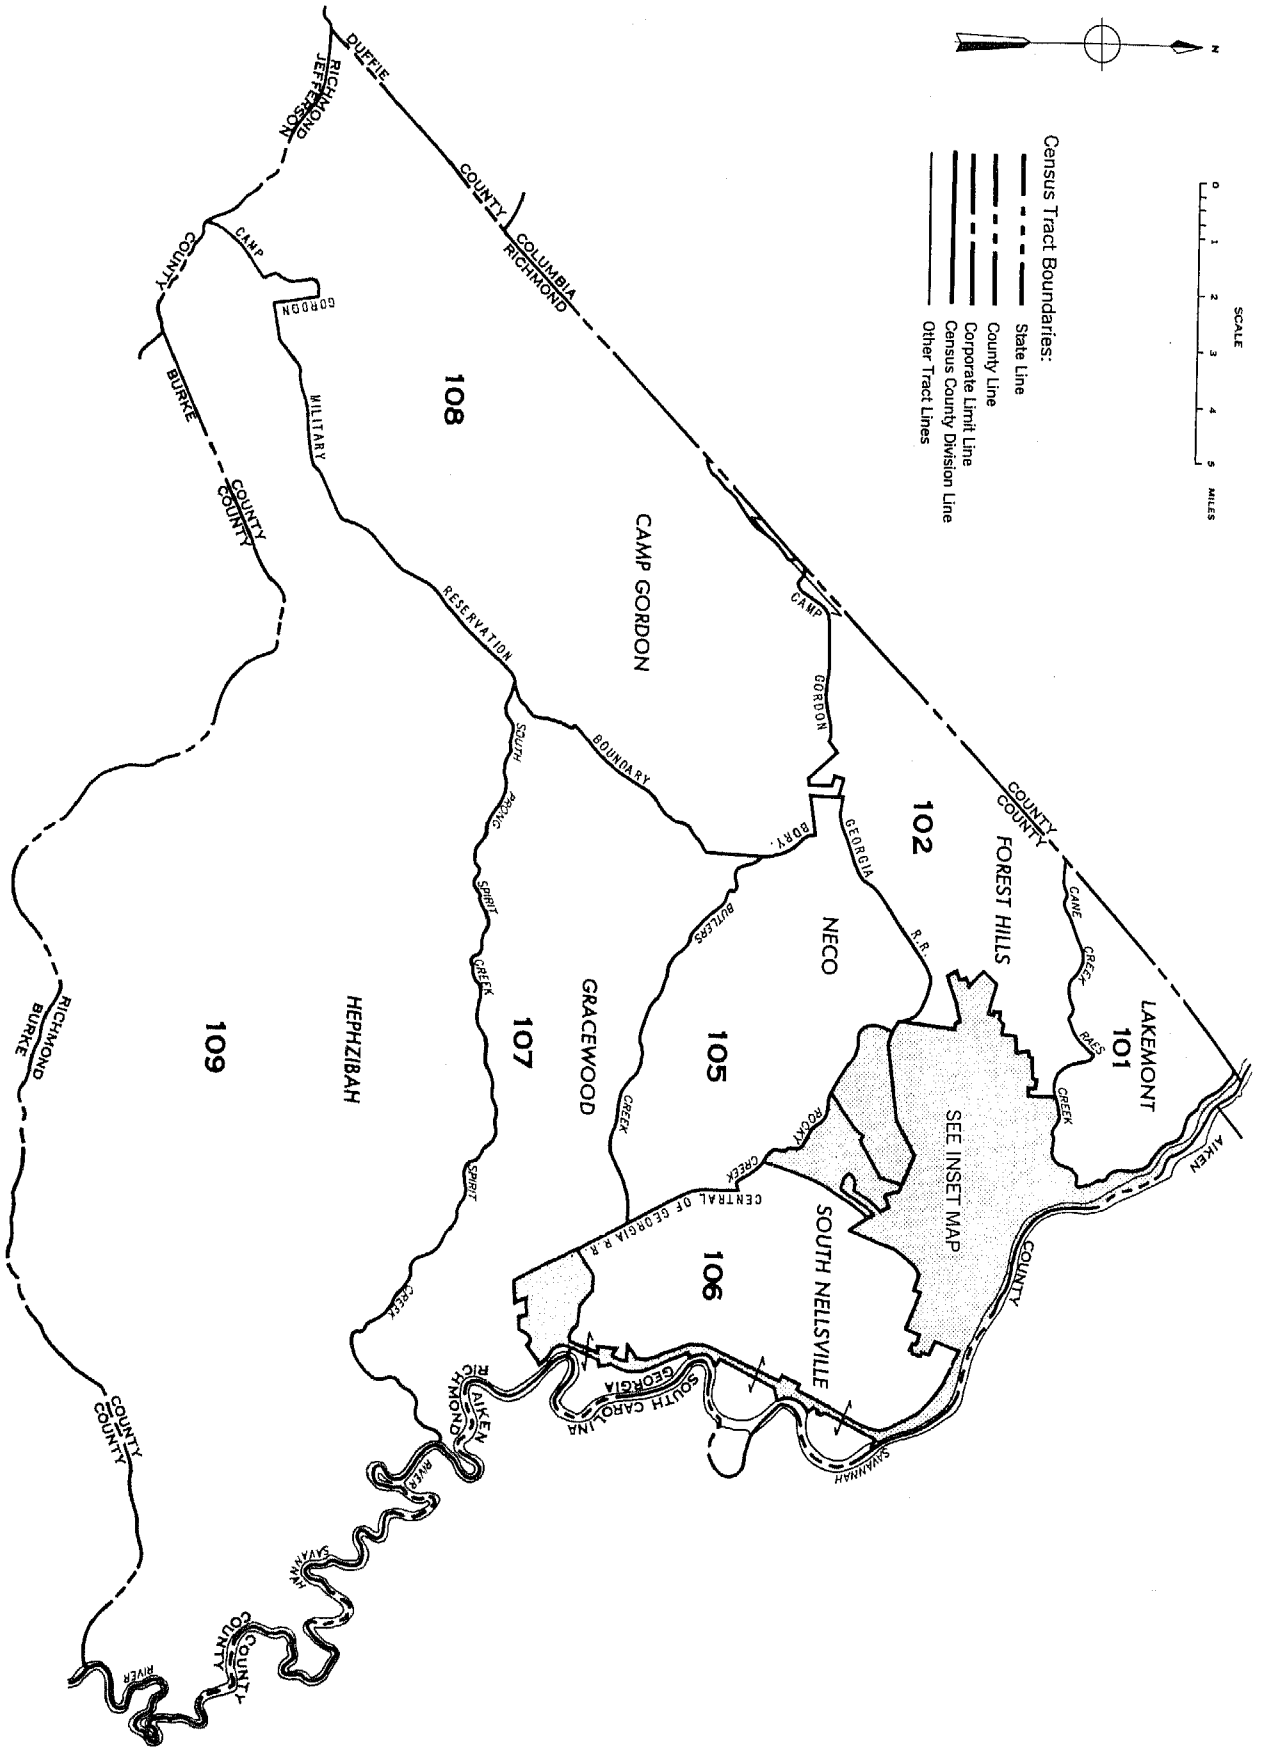 N
SCALE
0 1 2 3 4 5 MILES
Census Tract Boundaries:
State Line
County Line
Corporate Limit Line
Census County Division Line
Other Tract Lines
DUFFIE
COUNTY
RICHMOND
JEFFERSON
COUNTY
COLUMBIA
RICHMOND
COUNTY
COUNTY
LAKEMONT
101
CANE
CREEK
RAES
CREEK
AIKEN
COUNTY
FOREST HILLS
102
CAMP
GORDON
BDRY.
GEORGIA
R.R.
SEE INSET MAP
NECO
105
ROCKY
CREEK
CENTRAL OF GEORGIA R.R.
SOUTH NELLSVILLE
106
SAVANNAH
SOUTH CAROLINA
GEORGIA
BUTLERS
CREEK
CAMP GORDON
108
CAMP
GORDON
MILITARY
RESERVATION
BOUNDARY
GRACEWOOD
107
SOUTH
PRONG
SPIRIT
CREEK
SPIRIT
CREEK
AIKEN
RICHMOND
RIVER
SAVANNAH
COUNTY
COUNTY
RIVER
HEPHZIBAH
109
BURKE
COUNTY
COUNTY
RICHMOND
BURKE
COUNTY
COUNTY